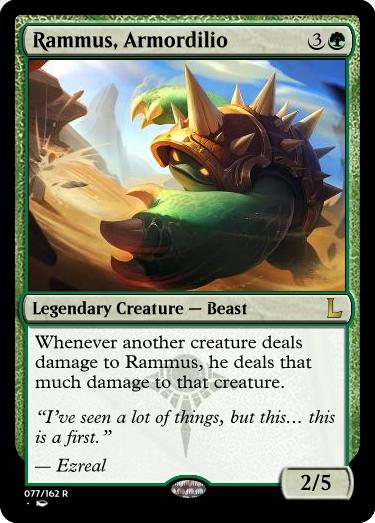 Rammus, Armordilio 3
Legendary Creature — Beast L
Whenever another creature deals
damage to Rammus, he deals that
much damage to that creature.
“I've seen a lot of things, but this… this
is a first.”
— Ezreal
2/5
077/162 R